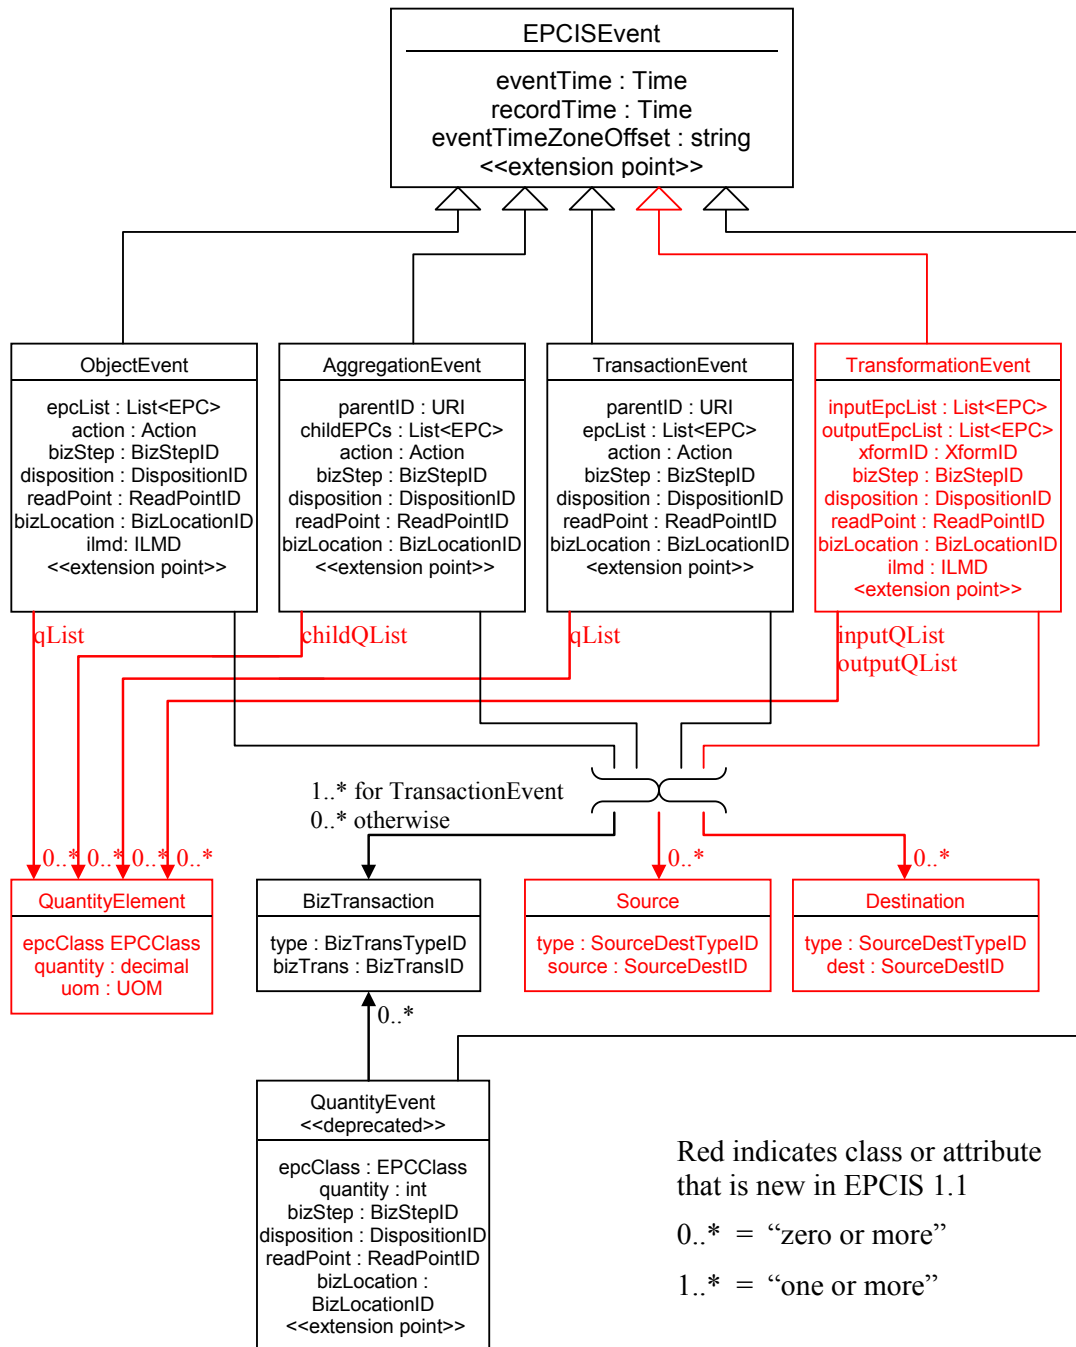 EPCISEvent
eventTime : Time
recordTime : Time
eventTimeZoneOffset : string
<<extension point>>
ObjectEvent
epcList : List<EPC>
action : Action
bizStep : BizStepID
disposition : DispositionID
readPoint : ReadPointID
bizLocation : BizLocationID
ilmd: ILMD
<<extension point>>
AggregationEvent
parentID : URI
childEPCs : List<EPC>
action : Action
bizStep : BizStepID
disposition : DispositionID
readPoint : ReadPointID
bizLocation : BizLocationID
<<extension point>>
TransactionEvent
parentID : URI
epcList : List<EPC>
action : Action
bizStep : BizStepID
disposition : DispositionID
readPoint : ReadPointID
bizLocation : BizLocationID
<extension point>>
TransformationEvent
inputEpcList : List<EPC>
outputEpcList : List<EPC>
xformID : XformID
bizStep : BizStepID
disposition : DispositionID
readPoint : ReadPointID
bizLocation : BizLocationID
ilmd : ILMD
<extension point>>
qList
childQList
qList
inputQList
outputQList
1..* for TransactionEvent
0..* otherwise
0..* 0..* 0..* 0..*
0..*
0..*
QuantityElement
epcClass EPCClass
quantity : decimal
uom : UOM
BizTransaction
type : BizTransTypeID
bizTrans : BizTransID
Source
type : SourceDestTypeID
source : SourceDestID
Destination
type : SourceDestTypeID
dest : SourceDestID
0..*
QuantityEvent
<<deprecated>>
epcClass : EPCClass
quantity : int
bizStep : BizStepID
disposition : DispositionID
readPoint : ReadPointID
bizLocation :
BizLocationID
<<extension point>>
Red indicates class or attribute
that is new in EPCIS 1.1
0..* = “zero or more”
1..* = “one or more”